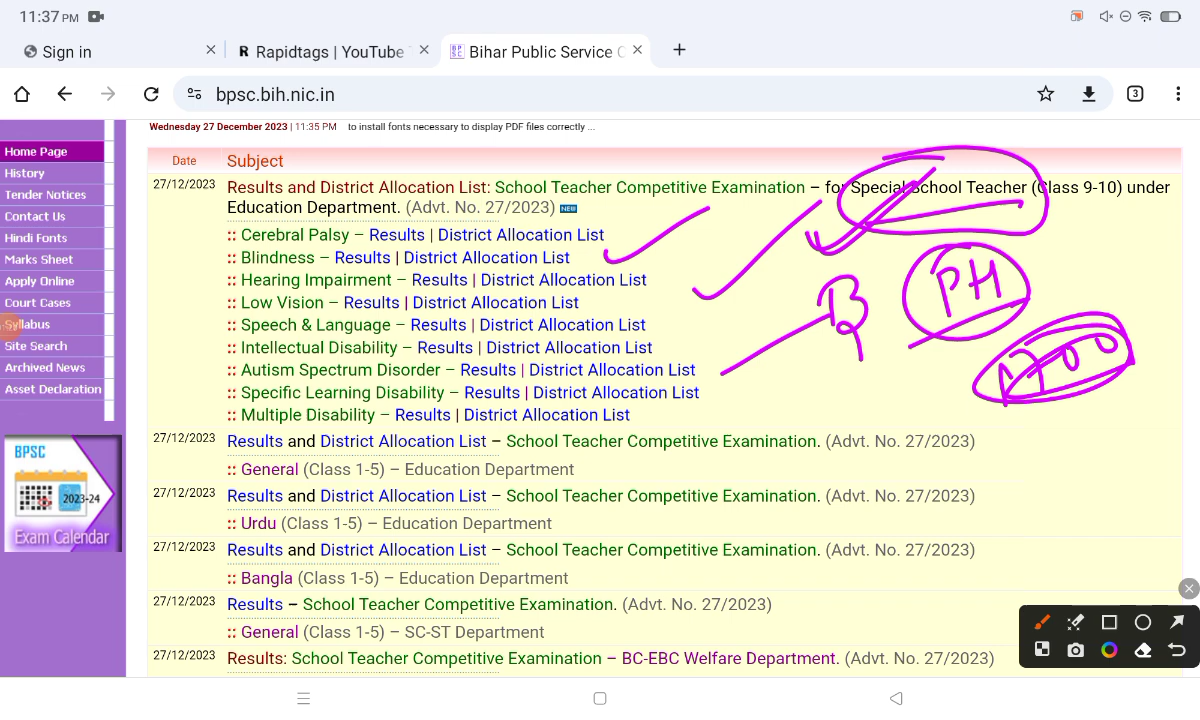 11:37 PM
Sign in
R Rapidtags | YouTube
Bihar Public Service C
bpsc.bih.nic.in
3
Wednesday 27 December 2023 | 11:35 PM to install fonts necessary to display PDF files correctly ...
Home Page
History
Tender Notices
Contact Us
Hindi Fonts
Marks Sheet
Apply Online
Court Cases
Syllabus
Site Search
Archived News
Asset Declaration
BPSC
2023-24
Exam Calendar
Date Subject
27/12/2023 Results and District Allocation List: School Teacher Competitive Examination – for Special School Teacher (Class 9-10) under
Education Department. (Advt. No. 27/2023) NEW
:: Cerebral Palsy – Results | District Allocation List
:: Blindness – Results | District Allocation List
:: Hearing Impairment – Results | District Allocation List
:: Low Vision – Results | District Allocation List
:: Speech & Language – Results | District Allocation List
:: Intellectual Disability – Results | District Allocation List
:: Autism Spectrum Disorder – Results | District Allocation List
:: Specific Learning Disability – Results | District Allocation List
:: Multiple Disability – Results | District Allocation List
PH
27/12/2023 Results and District Allocation List – School Teacher Competitive Examination. (Advt. No. 27/2023)
:: General (Class 1-5) – Education Department
27/12/2023 Results and District Allocation List – School Teacher Competitive Examination. (Advt. No. 27/2023)
:: Urdu (Class 1-5) – Education Department
27/12/2023 Results and District Allocation List – School Teacher Competitive Examination. (Advt. No. 27/2023)
:: Bangla (Class 1-5) – Education Department
27/12/2023 Results – School Teacher Competitive Examination. (Advt. No. 27/2023)
:: General (Class 1-5) – SC-ST Department
27/12/2023 Results: School Teacher Competitive Examination – BC-EBC Welfare Department. (Advt. No. 27/2023)